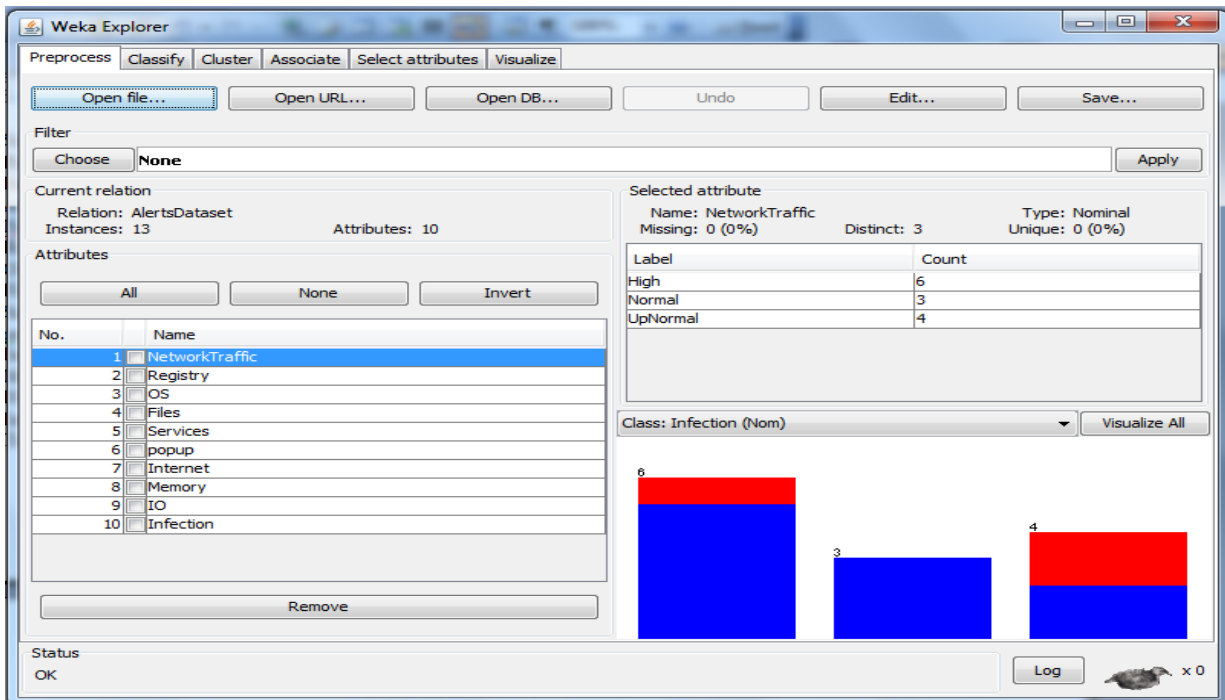 Weka Explorer
Preprocess Classify Cluster Associate Select attributes Visualize
Open file... Open URL... Open DB... Undo Edit... Save...
Filter
Choose None Apply
Current relation
Relation: AlertsDataset
Instances: 13 Attributes: 10
Attributes
All None Invert
No. Name
1 NetworkTraffic
2 Registry
3 OS
4 Files
5 Services
6 popup
7 Internet
8 Memory
9 IO
10 Infection
Remove
Selected attribute
Name: NetworkTraffic Type: Nominal
Missing: 0 (0%) Distinct: 3 Unique: 0 (0%)
Label Count
High 6
Normal 3
UpNormal 4
Class: Infection (Nom) Visualize All
6
3
4
Status
OK
Log x 0